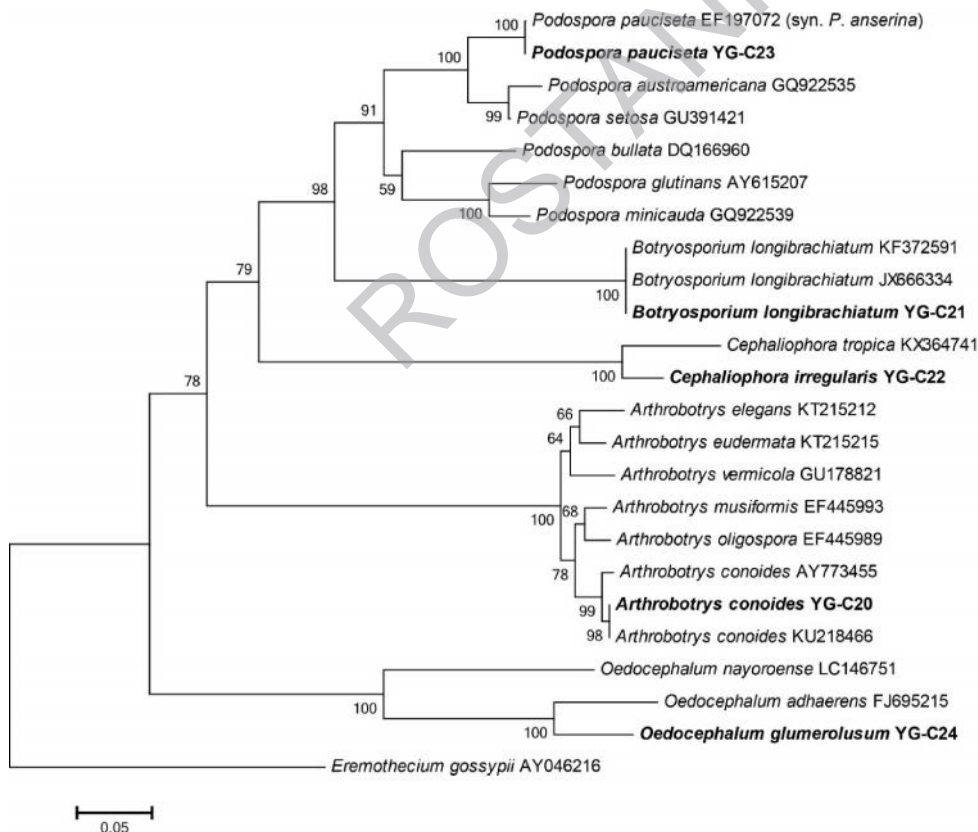 100 Podospora pauciseta EF197072 (syn. P. anserina)
Podospora pauciseta YG-C23
100
Podospora austroamericana GQ922535
91
99 Podospora setosa GU391421
Podospora bullata DQ166960
98 59 Podospora glutinans AY615207
100 Podospora minicauda GQ922539
Botryosporium longibrachiatum KF372591
79 Botryosporium longibrachiatum JX666334
100 Botryosporium longibrachiatum YG-C21
Cephaliophora tropica KX364741
78 100 Cephaliophora irregularis YG-C22
66 Arthrobotrys elegans KT215212
64 Arthrobotrys eudermata KT215215
Arthrobotrys vermicola GU178821
100 68 Arthrobotrys musiformis EF445993
Arthrobotrys oligospora EF445989
78 Arthrobotrys conoides AY773455
99 Arthrobotrys conoides YG-C20
98 Arthrobotrys conoides KU218466
Oedocephalum nayoroense LC146751
100 Oedocephalum adhaerens FJ695215
100 Oedocephalum glumerolusum YG-C24
Eremothecium gossypii AY046216
0.05